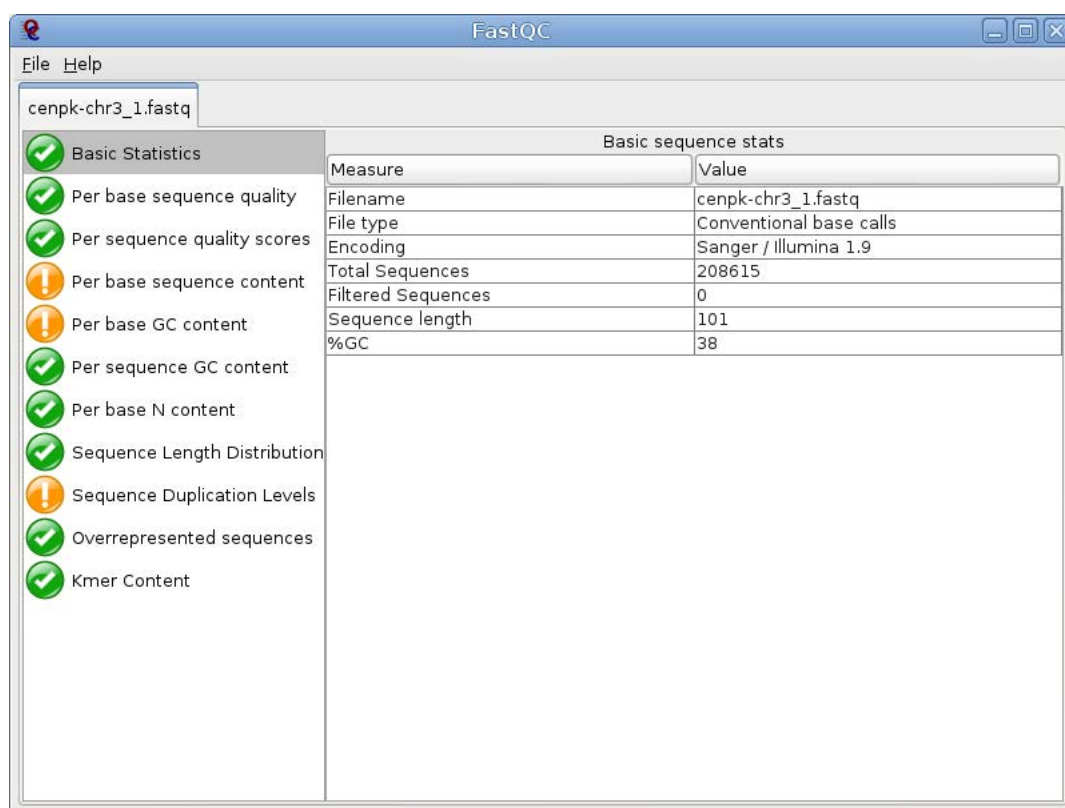 FastQC
File Help
cenpk-chr3_1.fastq
Basic Statistics
Per base sequence quality
Per sequence quality scores
Per base sequence content
Per base GC content
Per sequence GC content
Per base N content
Sequence Length Distribution
Sequence Duplication Levels
Overrepresented sequences
Kmer Content
Basic sequence stats
Measure Value
Filename cenpk-chr3_1.fastq
File type Conventional base calls
Encoding Sanger / Illumina 1.9
Total Sequences 208615
Filtered Sequences 0
Sequence length 101
%GC 38